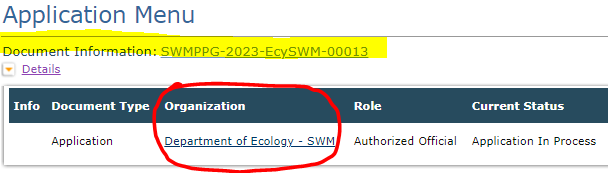 Application Menu
Document Information: SWMPPG-2023-EcySWM-00013
Details
Info Document Type Organization Role Current Status
Application Department of Ecology - SWM Authorized Official Application In Process